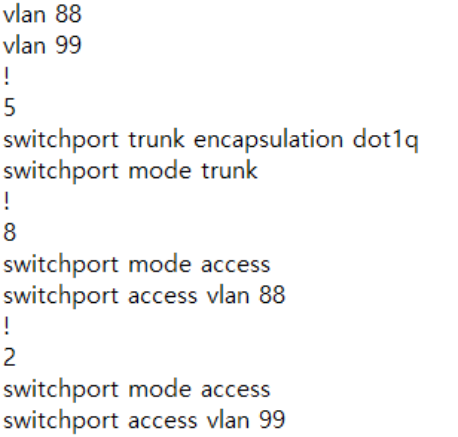 vlan 88
vlan 99
!
5
switchport trunk encapsulation dot1q
switchport mode trunk
!
8
switchport mode access
switchport access vlan 88
!
2
switchport mode access
switchport access vlan 99